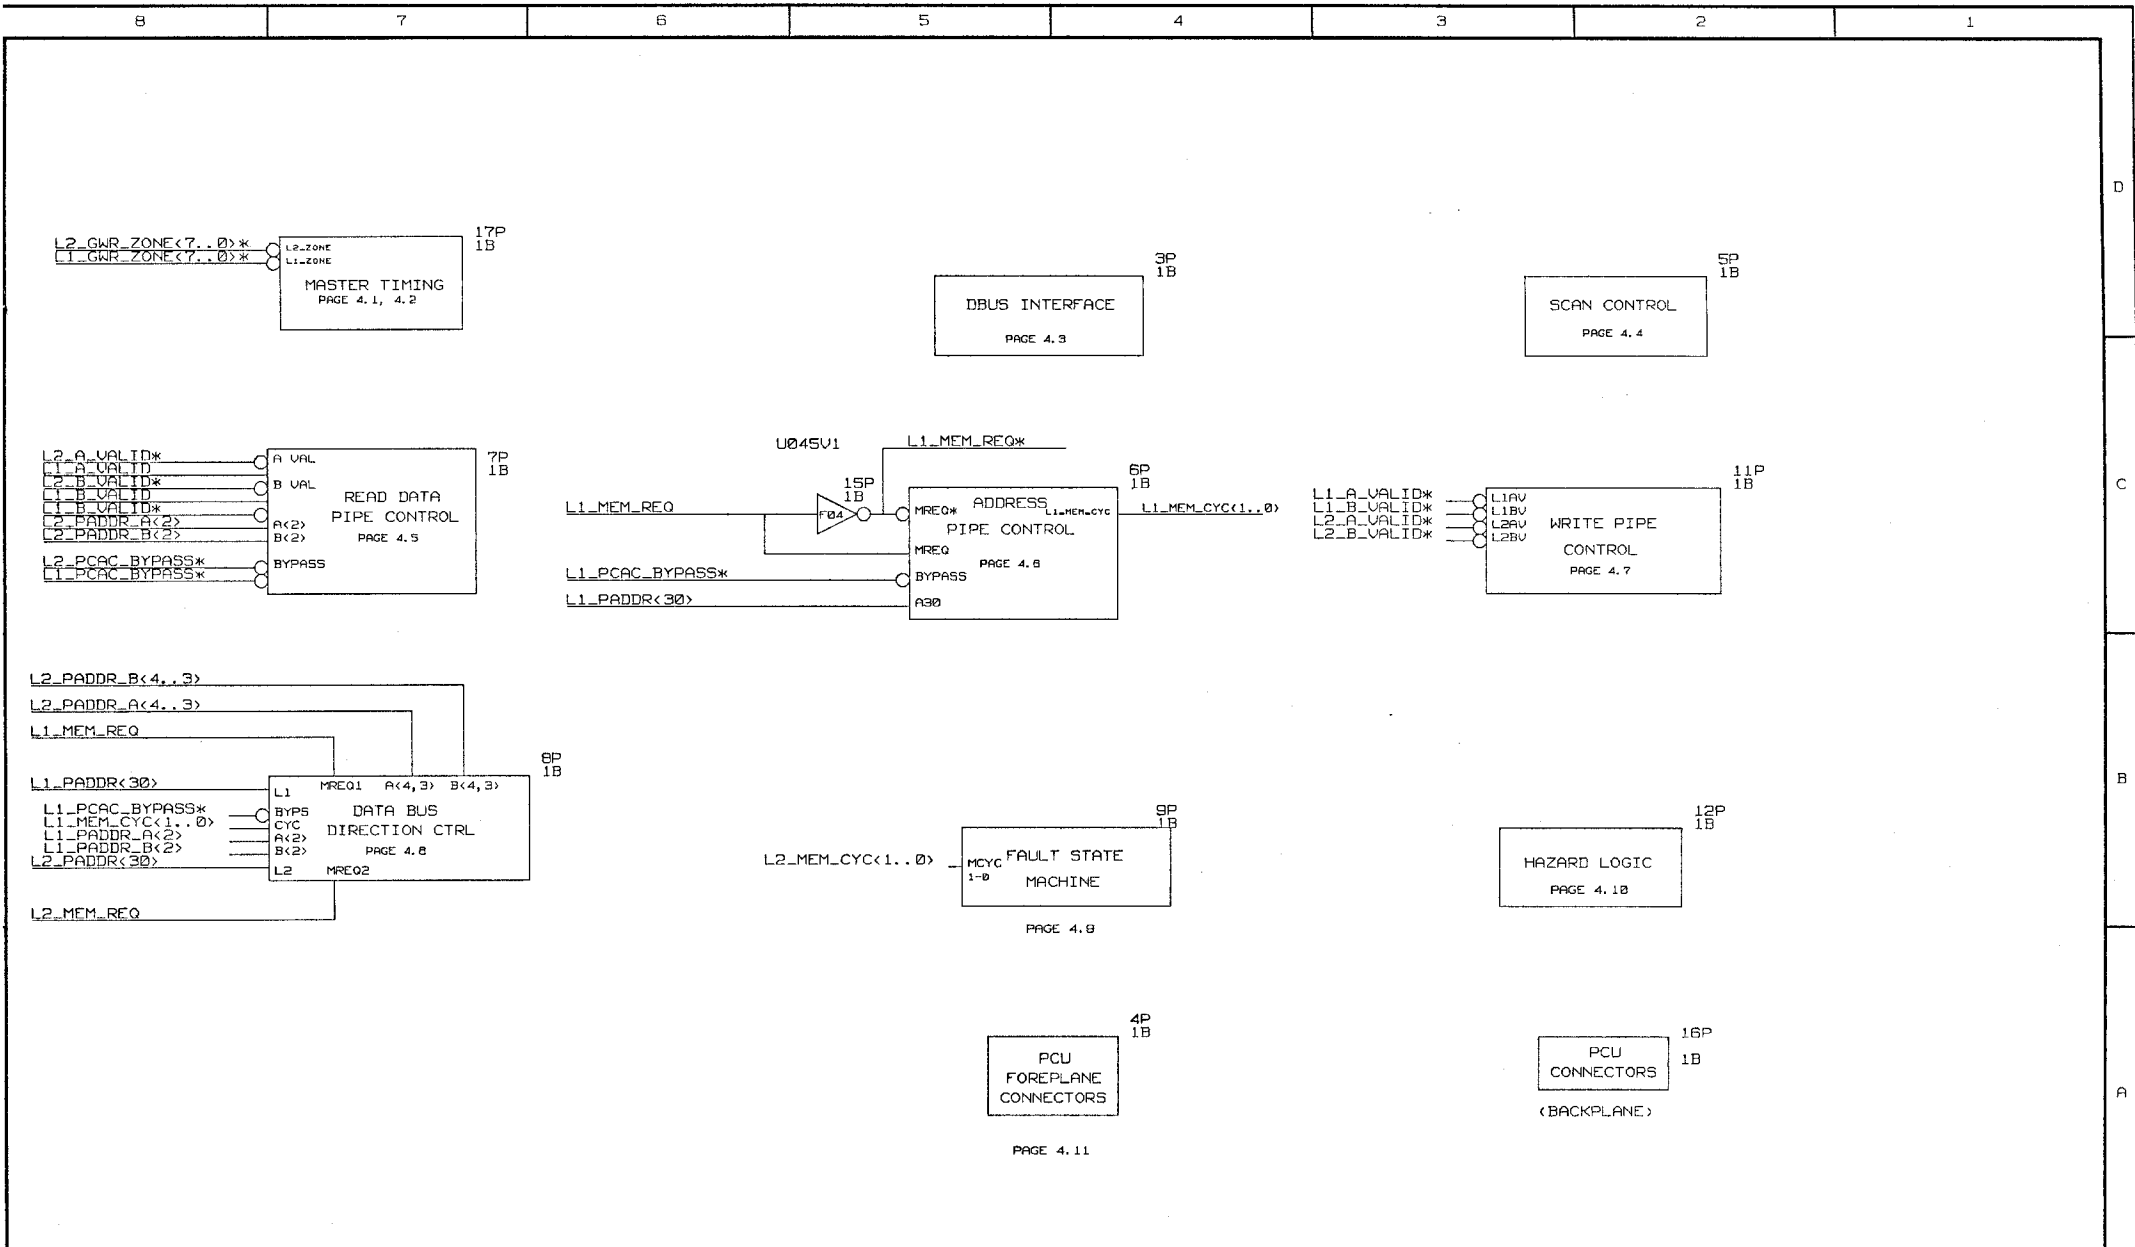 8 7 6 5 4 3 2 1
D
L2_GWR_ZONE<7..0>*
L1_GWR_ZONE<7..0>*
L2_ZONE
L1_ZONE
MASTER TIMING
PAGE 4.1, 4.2
17P
1B
3P
1B
DBUS INTERFACE
PAGE 4.3
5P
1B
SCAN CONTROL
PAGE 4.4
C
L2_A_VALID*
L1_A_VALID
L2_B_VALID*
L1_B_VALID
L1_B_VALID*
L2_PADDR_A<2>
L2_PADDR_B<2>
L2_PCAC_BYPASS*
L1_PCAC_BYPASS*
A VAL
B VAL
A<2>
B<2>
BYPASS
READ DATA
PIPE CONTROL
PAGE 4.5
7P
1B
U045V1
L1_MEM_REQ*
L1_MEM_REQ
15P
1B
F04
L1_PCAC_BYPASS*
L1_PADDR<30>
6P
1B
MREQ*
ADDRESS
L1_MEM_CYC
PIPE CONTROL
MREQ
PAGE 4.6
BYPASS
A30
L1_MEM_CYC<1..0>
L1_A_VALID*
L1_B_VALID*
L2_A_VALID*
L2_B_VALID*
L1AV
L1BV
L2AV
L2BV
WRITE PIPE
CONTROL
PAGE 4.7
11P
1B
B
L2_PADDR_B<4..3>
L2_PADDR_A<4..3>
L1_MEM_REQ
L1_PADDR<30>
L1_PCAC_BYPASS*
L1_MEM_CYC<1..0>
L1_PADDR_A<2>
L1_PADDR_B<2>
L2_PADDR<30>
L2_MEM_REQ
8P
1B
MREQ1 A<4,3> B<4,3>
L1
BYPS
CYC
A<2>
B<2>
L2
MREQ2
DATA BUS
DIRECTION CTRL
PAGE 4.8
L2_MEM_CYC<1..0>
9P
1B
MCYC
1-0
FAULT STATE
MACHINE
PAGE 4.9
12P
1B
HAZARD LOGIC
PAGE 4.10
A
4P
1B
PCU
FOREPLANE
CONNECTORS
PAGE 4.11
16P
1B
PCU
CONNECTORS
(BACKPLANE)